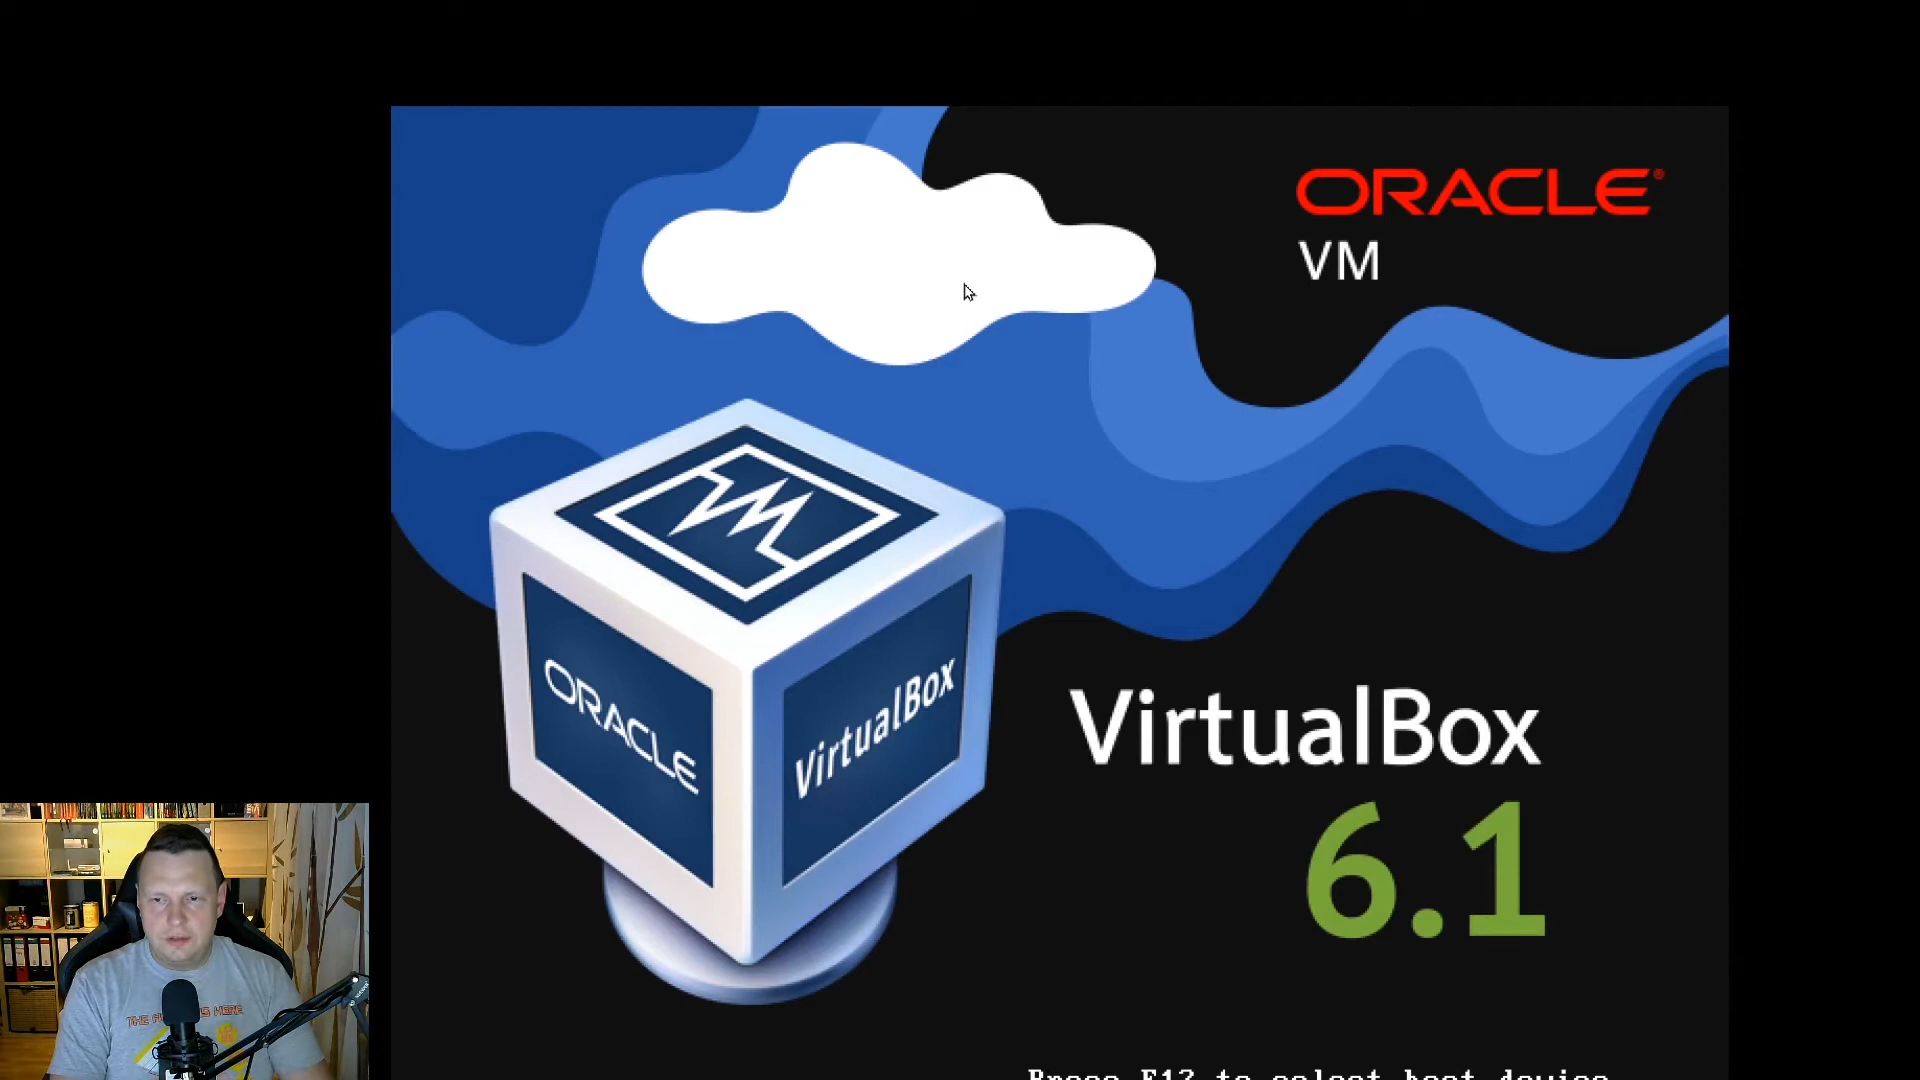 ORACLE®
VM
ORACLE
VirtualBox
VirtualBox
6.1
Press F12 to select boot device